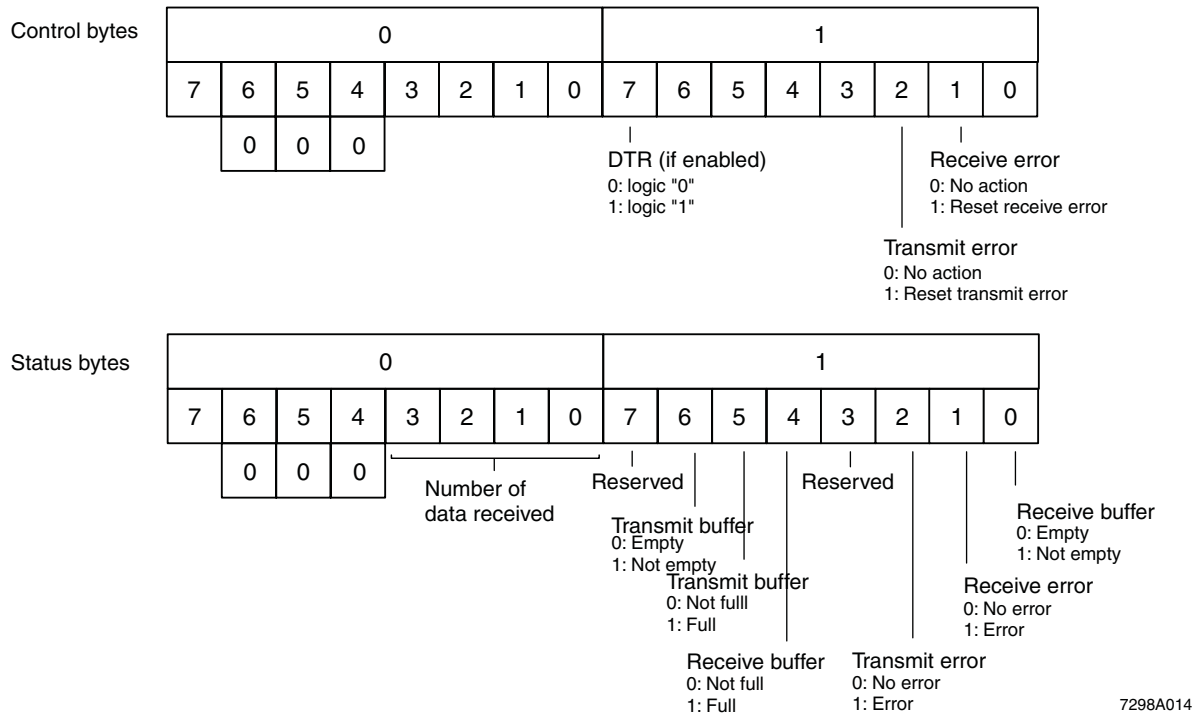 Control bytes
0 1
7 6 5 4 3 2 1 0 7 6 5 4 3 2 1 0
0 0 0
DTR (if enabled)
0: logic "0"
1: logic "1"
Receive error
0: No action
1: Reset receive error
Transmit error
0: No action
1: Reset transmit error
Status bytes
0 1
7 6 5 4 3 2 1 0 7 6 5 4 3 2 1 0
0 0 0
Number of
data received
Reserved
Reserved
Transmit buffer
0: Empty
1: Not empty
Transmit buffer
0: Not fulll
1: Full
Receive buffer
0: Not full
1: Full
Transmit error
0: No error
1: Error
Receive error
0: No error
1: Error
Receive buffer
0: Empty
1: Not empty
7298A014